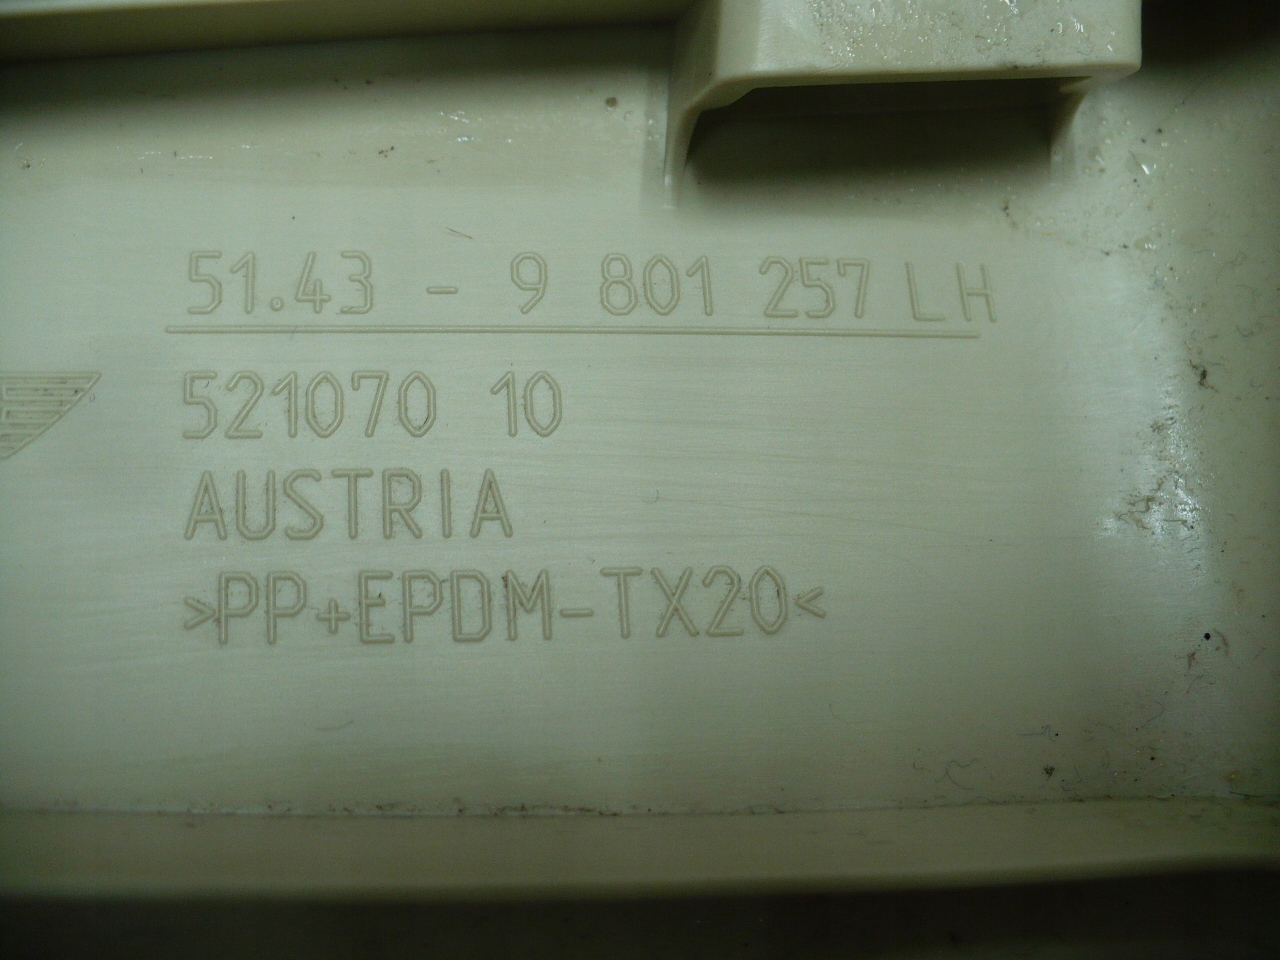 51.43 - 9 801 257 LH
521070 10
AUSTRIA
>PP+EPDM-TX20<